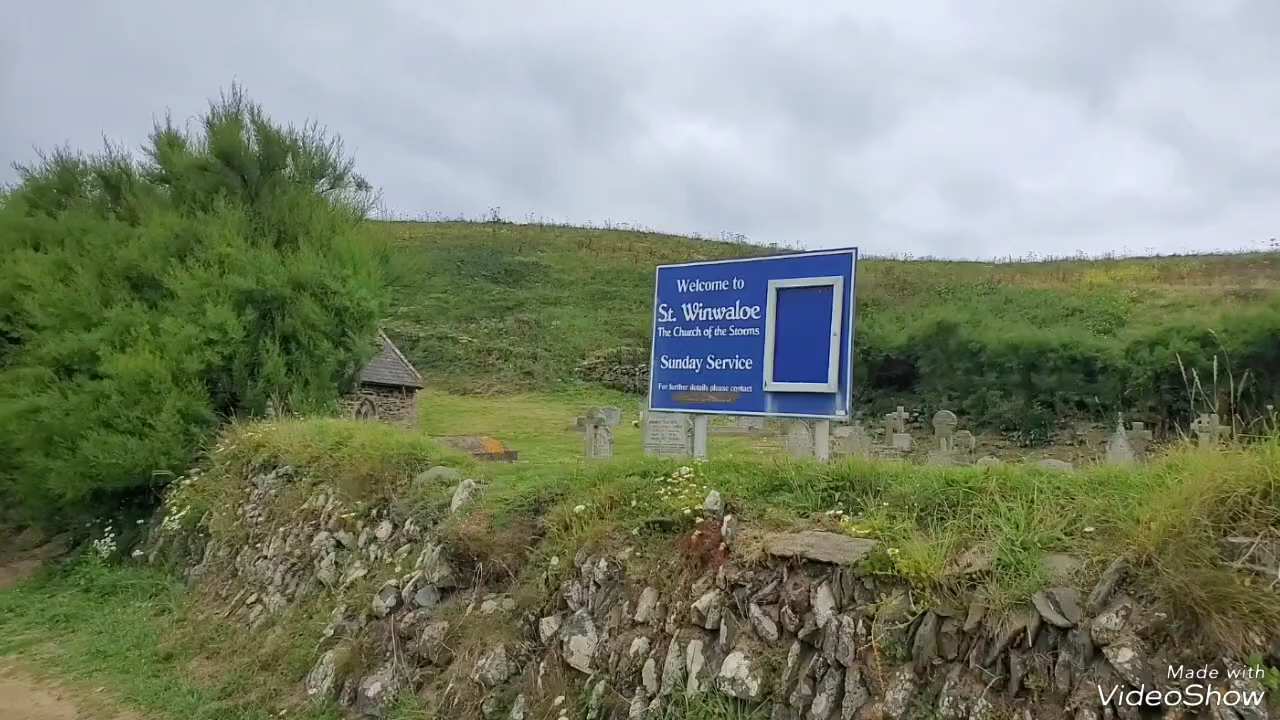 Welcome to
St. Winwaloe
The Church of the Storms
Sunday Service
For further details please contact
Made with
VideoShow